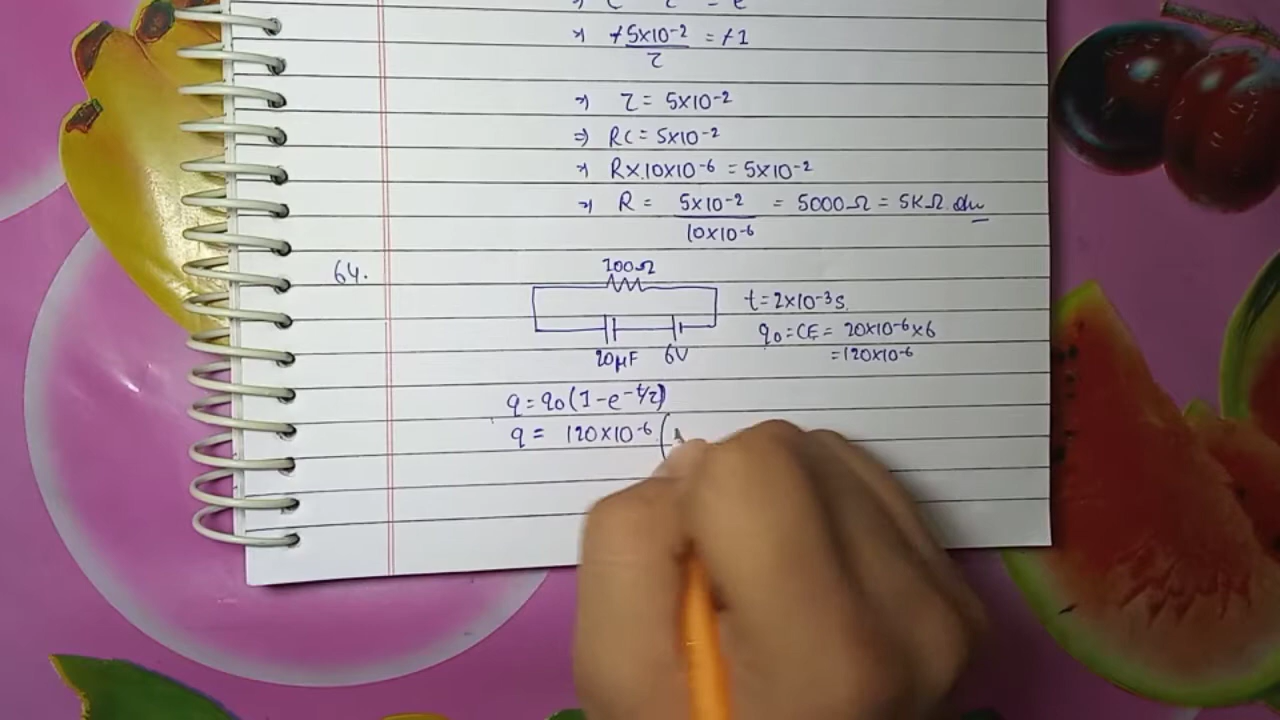 ⇒ +5×10-2/τ = +1
⇒ τ = 5×10-2
⇒ RC = 5×10-2
⇒ R×10×10-6 = 5×10-2
⇒ R = 5×10-2/10×10-6 = 5000Ω = 5KΩ
64.
100Ω
20μF 6V
t = 2×10-3s.
q0 = CE = 20×10-6×6
= 120×10-6
q = q0(1-e-t/τ)
q = 120×10-6 (1